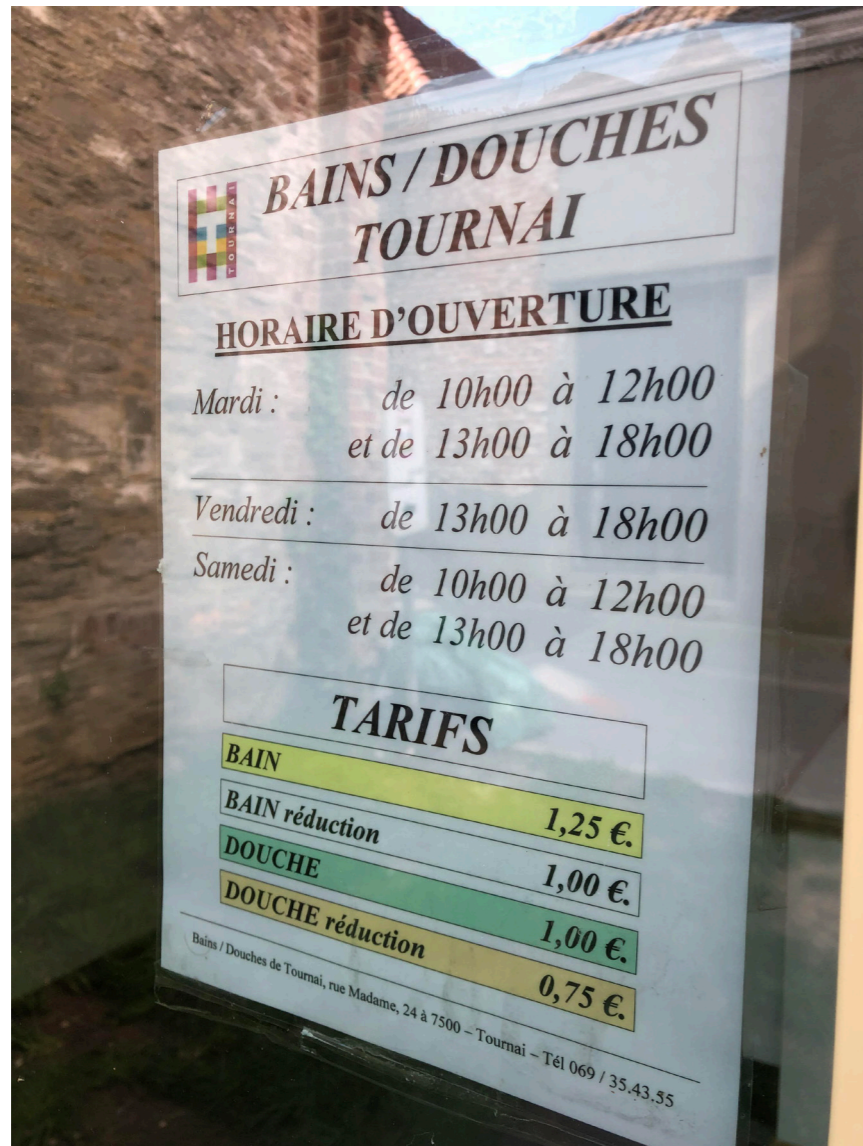 BAINS / DOUCHES
TOURNAI
TOURNAI
HORAIRE D'OUVERTURE
Mardi : de 10h00 à 12h00
et de 13h00 à 18h00
Vendredi : de 13h00 à 18h00
Samedi : de 10h00 à 12h00
et de 13h00 à 18h00
TARIFS
BAIN 1,25 €.
BAIN réduction 1,00 €.
DOUCHE 1,00 €.
DOUCHE réduction 0,75 €.
Bains / Douches de Tournai, rue Madame, 24 à 7500 – Tournai – Tél 069 / 35.43.55